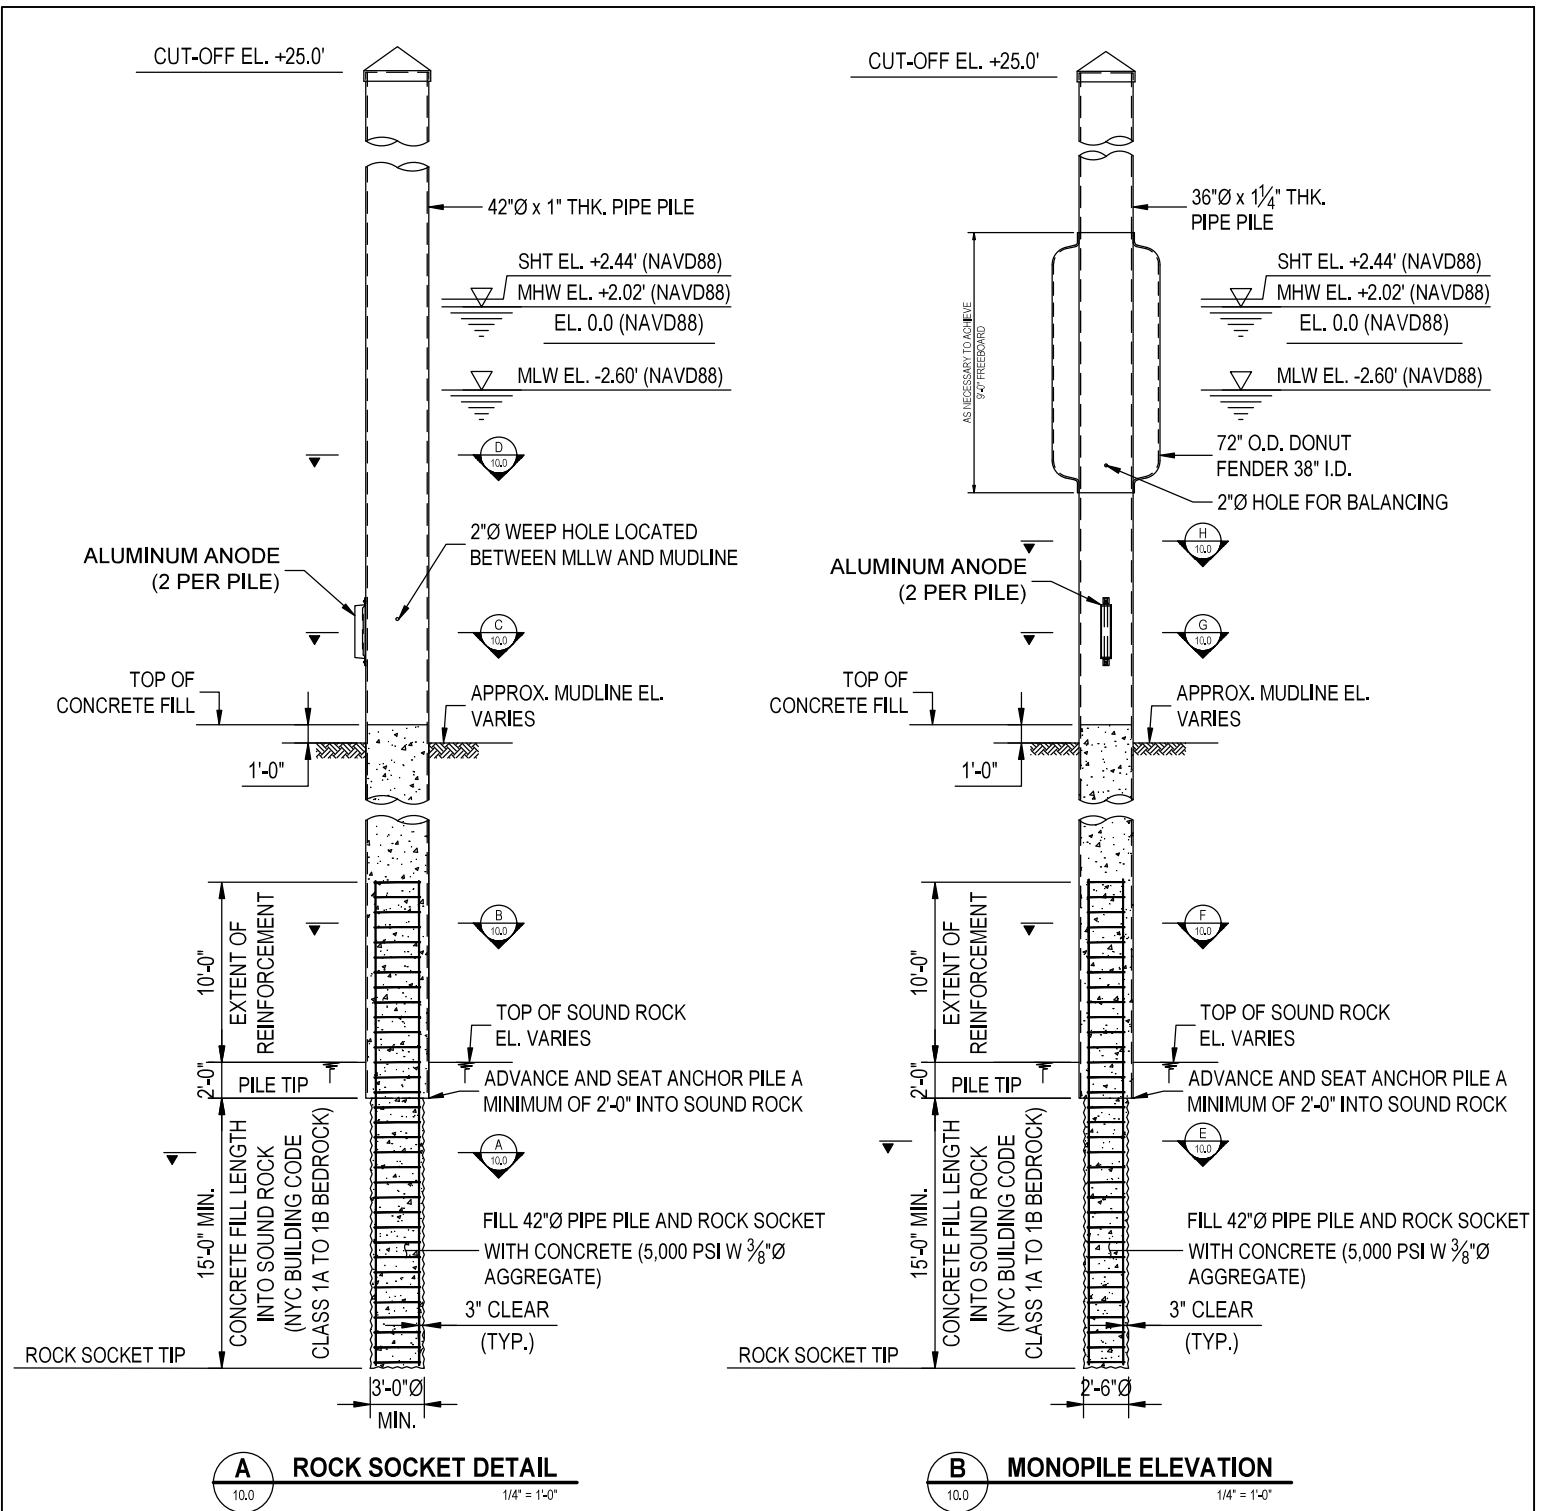 CUT-OFF EL. +25.0'
42"Ø x 1" THK. PIPE PILE
SHT EL. +2.44' (NAVD88)
MHW EL. +2.02' (NAVD88)
EL. 0.0 (NAVD88)
MLW EL. -2.60' (NAVD88)
D
10.0
2"Ø WEEP HOLE LOCATED
BETWEEN MLLW AND MUDLINE
ALUMINUM ANODE
(2 PER PILE)
C
10.0
TOP OF
CONCRETE FILL
APPROX. MUDLINE EL.
VARIES
1'-0"
B
10.0
10'-0"
EXTENT OF
REINFORCEMENT
TOP OF SOUND ROCK
EL. VARIES
2'-0"
PILE TIP
ADVANCE AND SEAT ANCHOR PILE A
MINIMUM OF 2'-0" INTO SOUND ROCK
A
10.0
15'-0" MIN.
CONCRETE FILL LENGTH
INTO SOUND ROCK
(NYC BUILDING CODE
CLASS 1A TO 1B BEDROCK)
FILL 42"Ø PIPE PILE AND ROCK SOCKET
WITH CONCRETE (5,000 PSI W 3/8"Ø
AGGREGATE)
3" CLEAR
(TYP.)
ROCK SOCKET TIP
3'-0"Ø
MIN.
A
10.0
ROCK SOCKET DETAIL
1/4" = 1'-0"
CUT-OFF EL. +25.0'
36"Ø x 1 1/4" THK.
PIPE PILE
AS NECESSARY TO ACHIEVE
9'-0" FREEBOARD
SHT EL. +2.44' (NAVD88)
MHW EL. +2.02' (NAVD88)
EL. 0.0 (NAVD88)
MLW EL. -2.60' (NAVD88)
72" O.D. DONUT
FENDER 38" I.D.
2"Ø HOLE FOR BALANCING
H
10.0
ALUMINUM ANODE
(2 PER PILE)
G
10.0
TOP OF
CONCRETE FILL
APPROX. MUDLINE EL.
VARIES
1'-0"
F
10.0
10'-0"
EXTENT OF
REINFORCEMENT
TOP OF SOUND ROCK
EL. VARIES
2'-0"
PILE TIP
ADVANCE AND SEAT ANCHOR PILE A
MINIMUM OF 2'-0" INTO SOUND ROCK
E
10.0
15'-0" MIN.
CONCRETE FILL LENGTH
INTO SOUND ROCK
(NYC BUILDING CODE
CLASS 1A TO 1B BEDROCK)
FILL 42"Ø PIPE PILE AND ROCK SOCKET
WITH CONCRETE (5,000 PSI W 3/8"Ø
AGGREGATE)
3" CLEAR
(TYP.)
ROCK SOCKET TIP
2'-6"Ø
B
10.0
MONOPILE ELEVATION
1/4" = 1'-0"